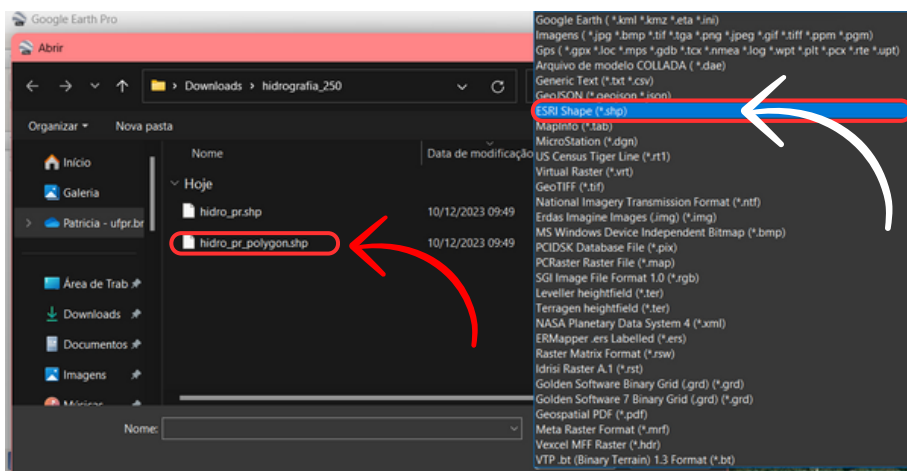 Google Earth Pro
Abrir
Downloads › hidrografia_250
Organizar
Nova pasta
Início
Galeria
Patricia - ufpr.br
Área de Trab
Downloads
Documentos
Imagens
Músicas
Nome
Data de modificação
Hoje
hidro_pr.shp
10/12/2023 09:49
hidro_pr_polygon.shp
10/12/2023 09:49
Nome:
Google Earth ( *.kml *.kmz *.eta *.ini)
Imagens ( *.jpg *.bmp *.tif *.tga *.png *.jpeg *.gif *.tiff *.ppm *.pgm)
Gps ( *.gpx *.loc *.mps *.gdb *.tcx *.nmea *.log *.wpt *.plt *.pcx *.rte *.upt)
Arquivo de modelo COLLADA ( *.dae)
Generic Text (*.txt *.csv)
GeoJSON (*.geojson *.json)
ESRI Shape (*.shp)
MapInfo (*.tab)
MicroStation (*.dgn)
US Census Tiger Line (*.rt1)
Virtual Raster (*.vrt)
GeoTIFF (*.tif)
National Imagery Transmission Format (*.ntf)
Erdas Imagine Images (.img) (*.img)
MS Windows Device Independent Bitmap (*.bmp)
PCIDSK Database File (*.pix)
PCRaster Raster File (*.map)
SGI Image File Format 1.0 (*.rgb)
Leveller heightfield (*.ter)
Terragen heightfield (*.ter)
NASA Planetary Data System 4 (*.xml)
ERMapper .ers Labelled (*.ers)
Raster Matrix Format (*.rsw)
Idrisi Raster A.1 (*.rst)
Golden Software Binary Grid (.grd) (*.grd)
Golden Software 7 Binary Grid (.grd) (*.grd)
Geospatial PDF (*.pdf)
Meta Raster Format (*.mrf)
Vexcel MFF Raster (*.hdr)
VTP .bt (Binary Terrain) 1.3 Format (*.bt)